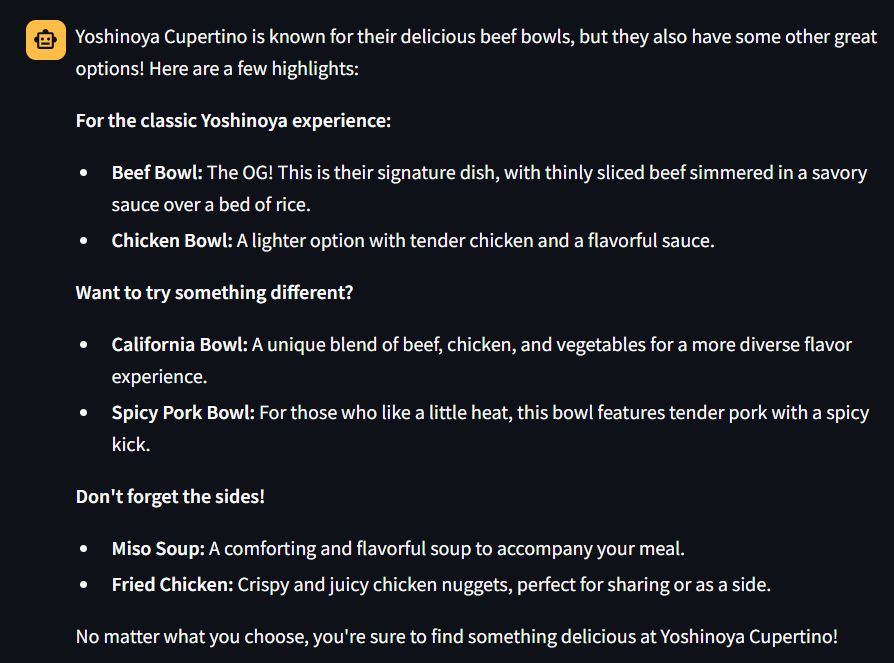 Yoshinoya Cupertino is known for their delicious beef bowls, but they also have some other great
options! Here are a few highlights:
For the classic Yoshinoya experience:
• Beef Bowl: The OG! This is their signature dish, with thinly sliced beef simmered in a savory
sauce over a bed of rice.
• Chicken Bowl: A lighter option with tender chicken and a flavorful sauce.
Want to try something different?
• California Bowl: A unique blend of beef, chicken, and vegetables for a more diverse flavor
experience.
• Spicy Pork Bowl: For those who like a little heat, this bowl features tender pork with a spicy
kick.
Don't forget the sides!
• Miso Soup: A comforting and flavorful soup to accompany your meal.
• Fried Chicken: Crispy and juicy chicken nuggets, perfect for sharing or as a side.
No matter what you choose, you're sure to find something delicious at Yoshinoya Cupertino!